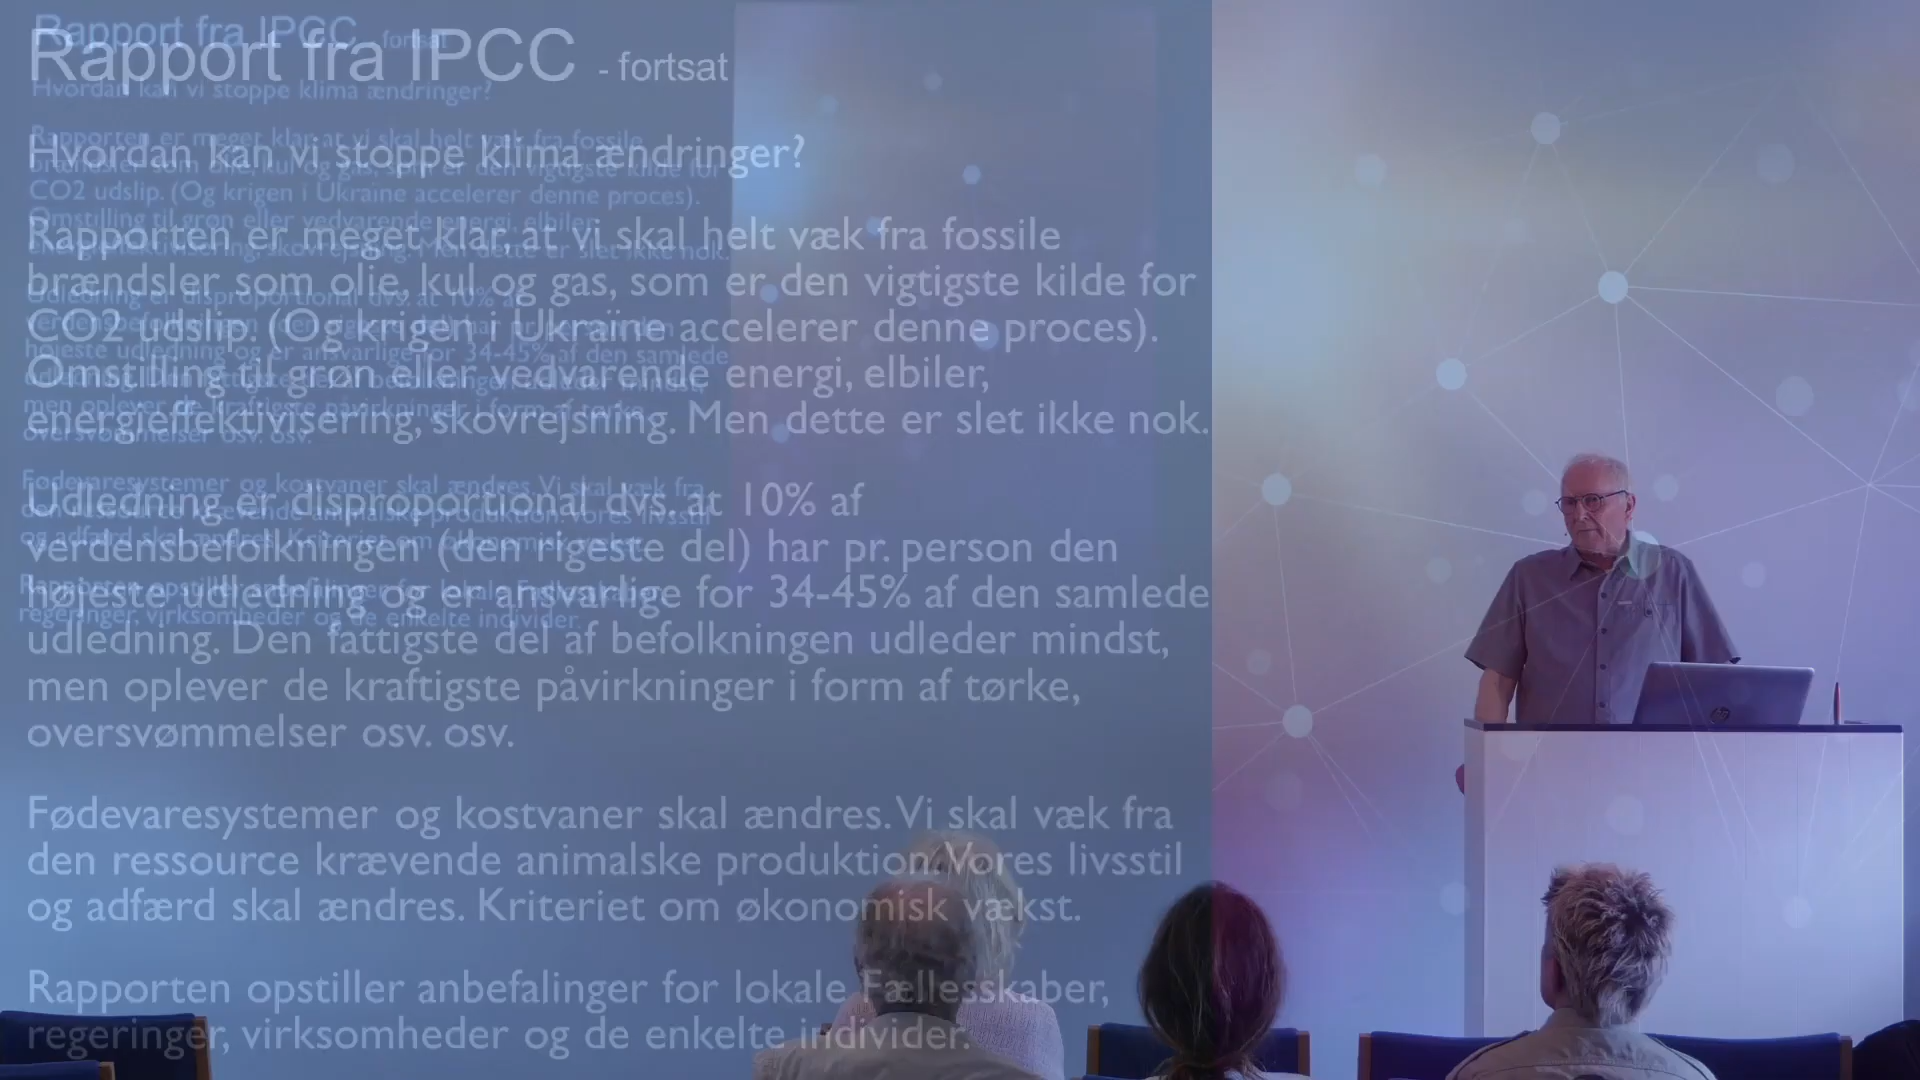 Rapport fra IPCC - fortsat
Hvordan kan vi stoppe klima ændringer?
Rapporten er meget klar, at vi skal helt væk fra fossile
brændsler som olie, kul og gas, som er den vigtigste kilde for
CO2 udslip. (Og krigen i Ukraine accelerer denne proces).
Omstilling til grøn eller vedvarende energi, elbiler,
energieffektivisering, skovrejsning. Men dette er slet ikke nok.
Udledning er disproportional dvs. at 10% af
verdensbefolkningen (den rigeste del) har pr. person den
højeste udledning og er ansvarlige for 34-45% af den samlede
udledning. Den fattigste del af befolkningen udleder mindst,
men oplever de kraftigste påvirkninger i form af tørke,
oversvømmelser osv. osv.
Fødevaresystemer og kostvaner skal ændres. Vi skal væk fra
den ressource krævende animalske produktion. Vores livsstil
og adfærd skal ændres. Kriteriet om økonomisk vækst.
Rapporten opstiller anbefalinger for lokale Fællesskaber,
regeringer, virksomheder og de enkelte individer.